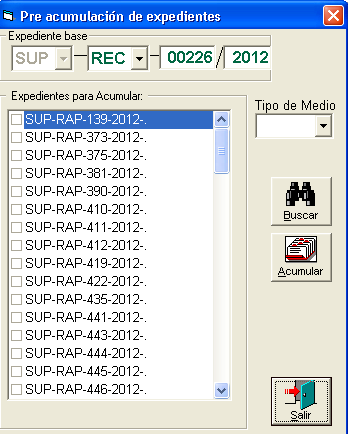 Pre acumulación de expedientes
Expediente base
SUP - REC - 00226 / 2012
Expedientes para Acumular:
Tipo de Medio
SUP-RAP-139-2012-.
SUP-RAP-373-2012-.
SUP-RAP-375-2012-.
SUP-RAP-381-2012-.
SUP-RAP-390-2012-.
SUP-RAP-410-2012-.
SUP-RAP-411-2012-.
SUP-RAP-412-2012-.
SUP-RAP-419-2012-.
SUP-RAP-422-2012-.
SUP-RAP-435-2012-.
SUP-RAP-441-2012-.
SUP-RAP-443-2012-.
SUP-RAP-444-2012-.
SUP-RAP-445-2012-.
SUP-RAP-446-2012-.
Buscar
Acumular
Salir